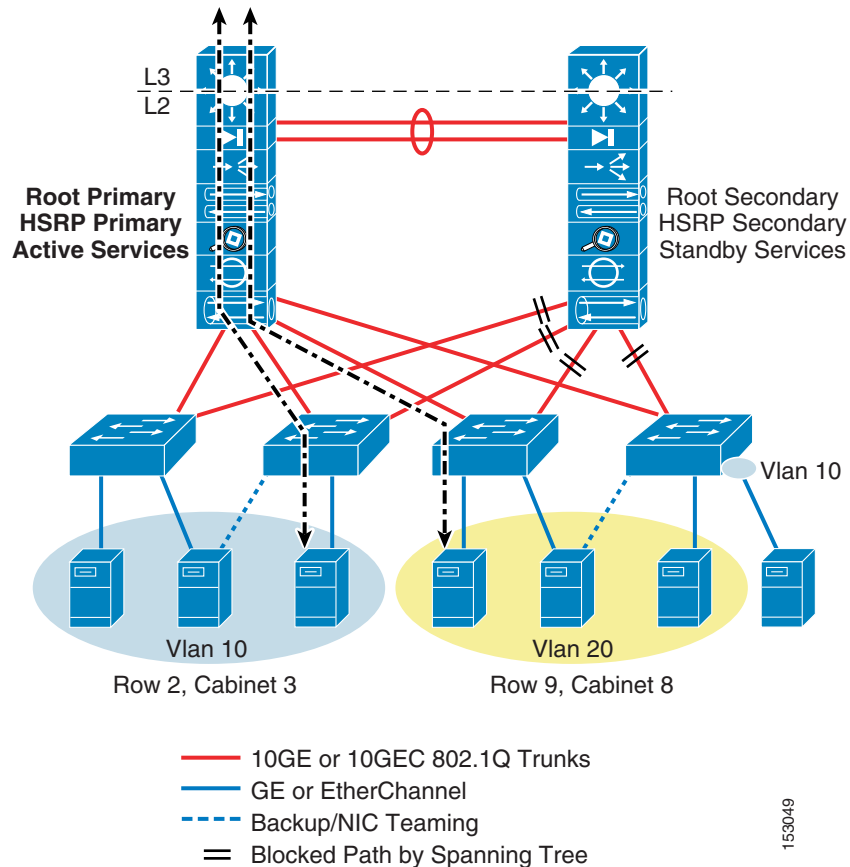 L3
L2
Root Primary
HSRP Primary
Active Services
Root Secondary
HSRP Secondary
Standby Services
Vlan 10
Vlan 10
Vlan 20
Row 2, Cabinet 3
Row 9, Cabinet 8
10GE or 10GEC 802.1Q Trunks
GE or EtherChannel
Backup/NIC Teaming
Blocked Path by Spanning Tree
153049